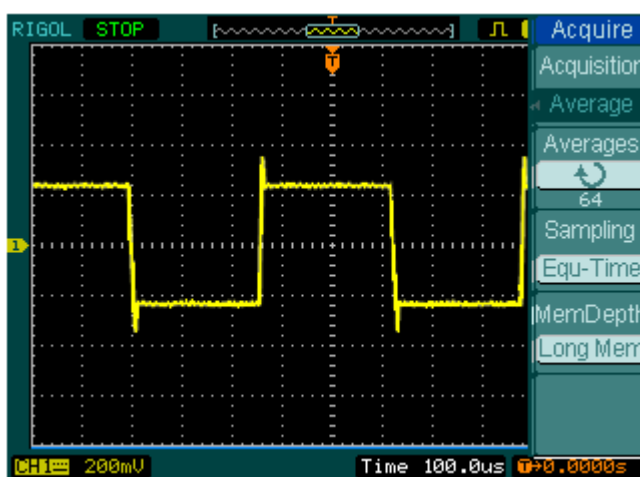 RIGOL STOP
T
T
Acquire
Acquisition
Average
Averages
64
Sampling
Equ-Time
MemDepth
Long Mem
1
CH1 200mV
Time 100.0us
T→0.0000s